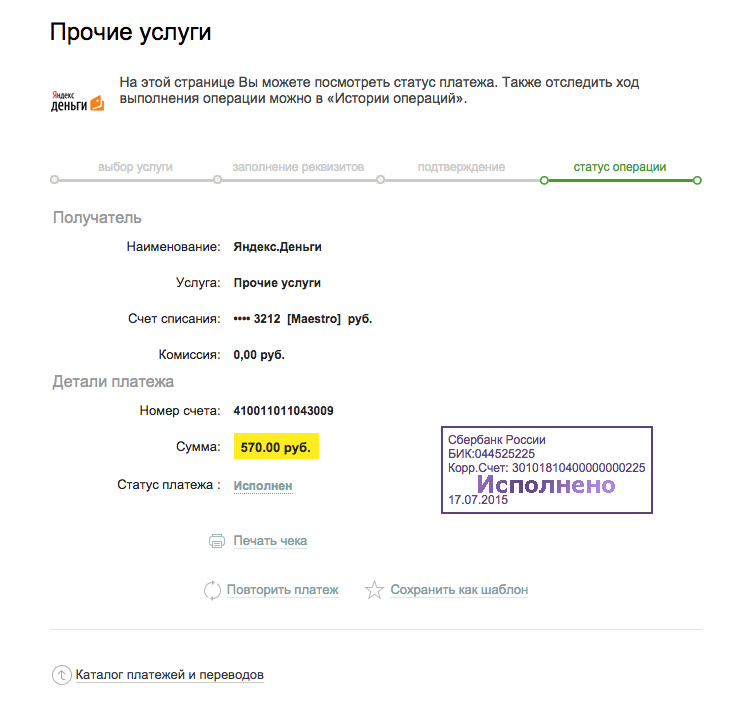 Прочие услуги
Яндекс
деньги
На этой странице Вы можете посмотреть статус платежа. Также отследить ход
выполнения операции можно в «Истории операций».
выбор услуги
заполнение реквизитов
подтверждение
статус операции
Получатель
Наименование: Яндекс.Деньги
Услуга: Прочие услуги
Счет списания: •••• 3212 [Maestro] руб.
Комиссия: 0,00 руб.
Детали платежа
Номер счета: 410011011043009
Сумма: 570.00 руб.
Статус платежа : Исполнен
Сбербанк России
БИК:044525225
Корр.Счет: 30101810400000000225
Исполнено
17.07.2015
Печать чека
Повторить платеж
Сохранить как шаблон
Каталог платежей и переводов